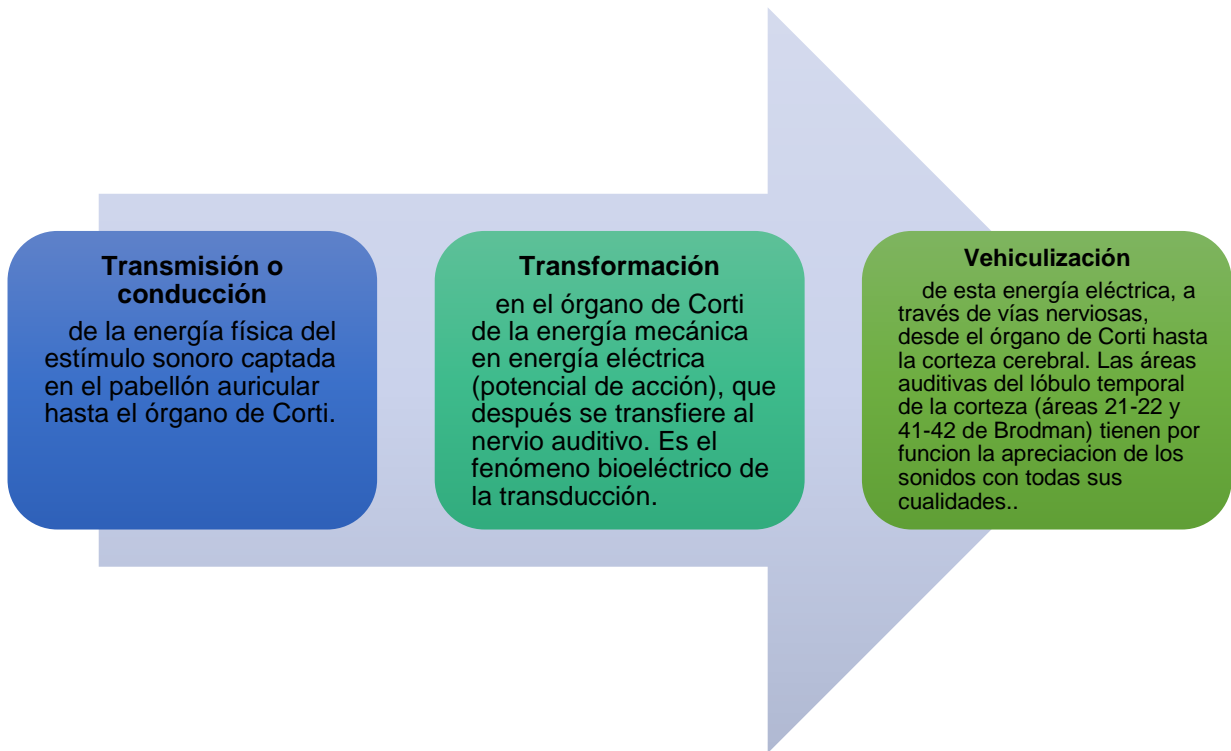 Transmisión o
conducción
de la energía física del
estímulo sonoro captada
en el pabellón auricular
hasta el órgano de Corti.
Transformación
en el órgano de Corti
de la energía mecánica
en energía eléctrica
(potencial de acción), que
después se transfiere al
nervio auditivo. Es el
fenómeno bioeléctrico de
la transducción.
Vehiculización
de esta energía eléctrica, a
través de vías nerviosas,
desde el órgano de Corti hasta
la corteza cerebral. Las áreas
auditivas del lóbulo temporal
de la corteza (áreas 21-22 y
41-42 de Brodman) tienen por
funcion la apreciacion de los
sonidos con todas sus
cualidades..